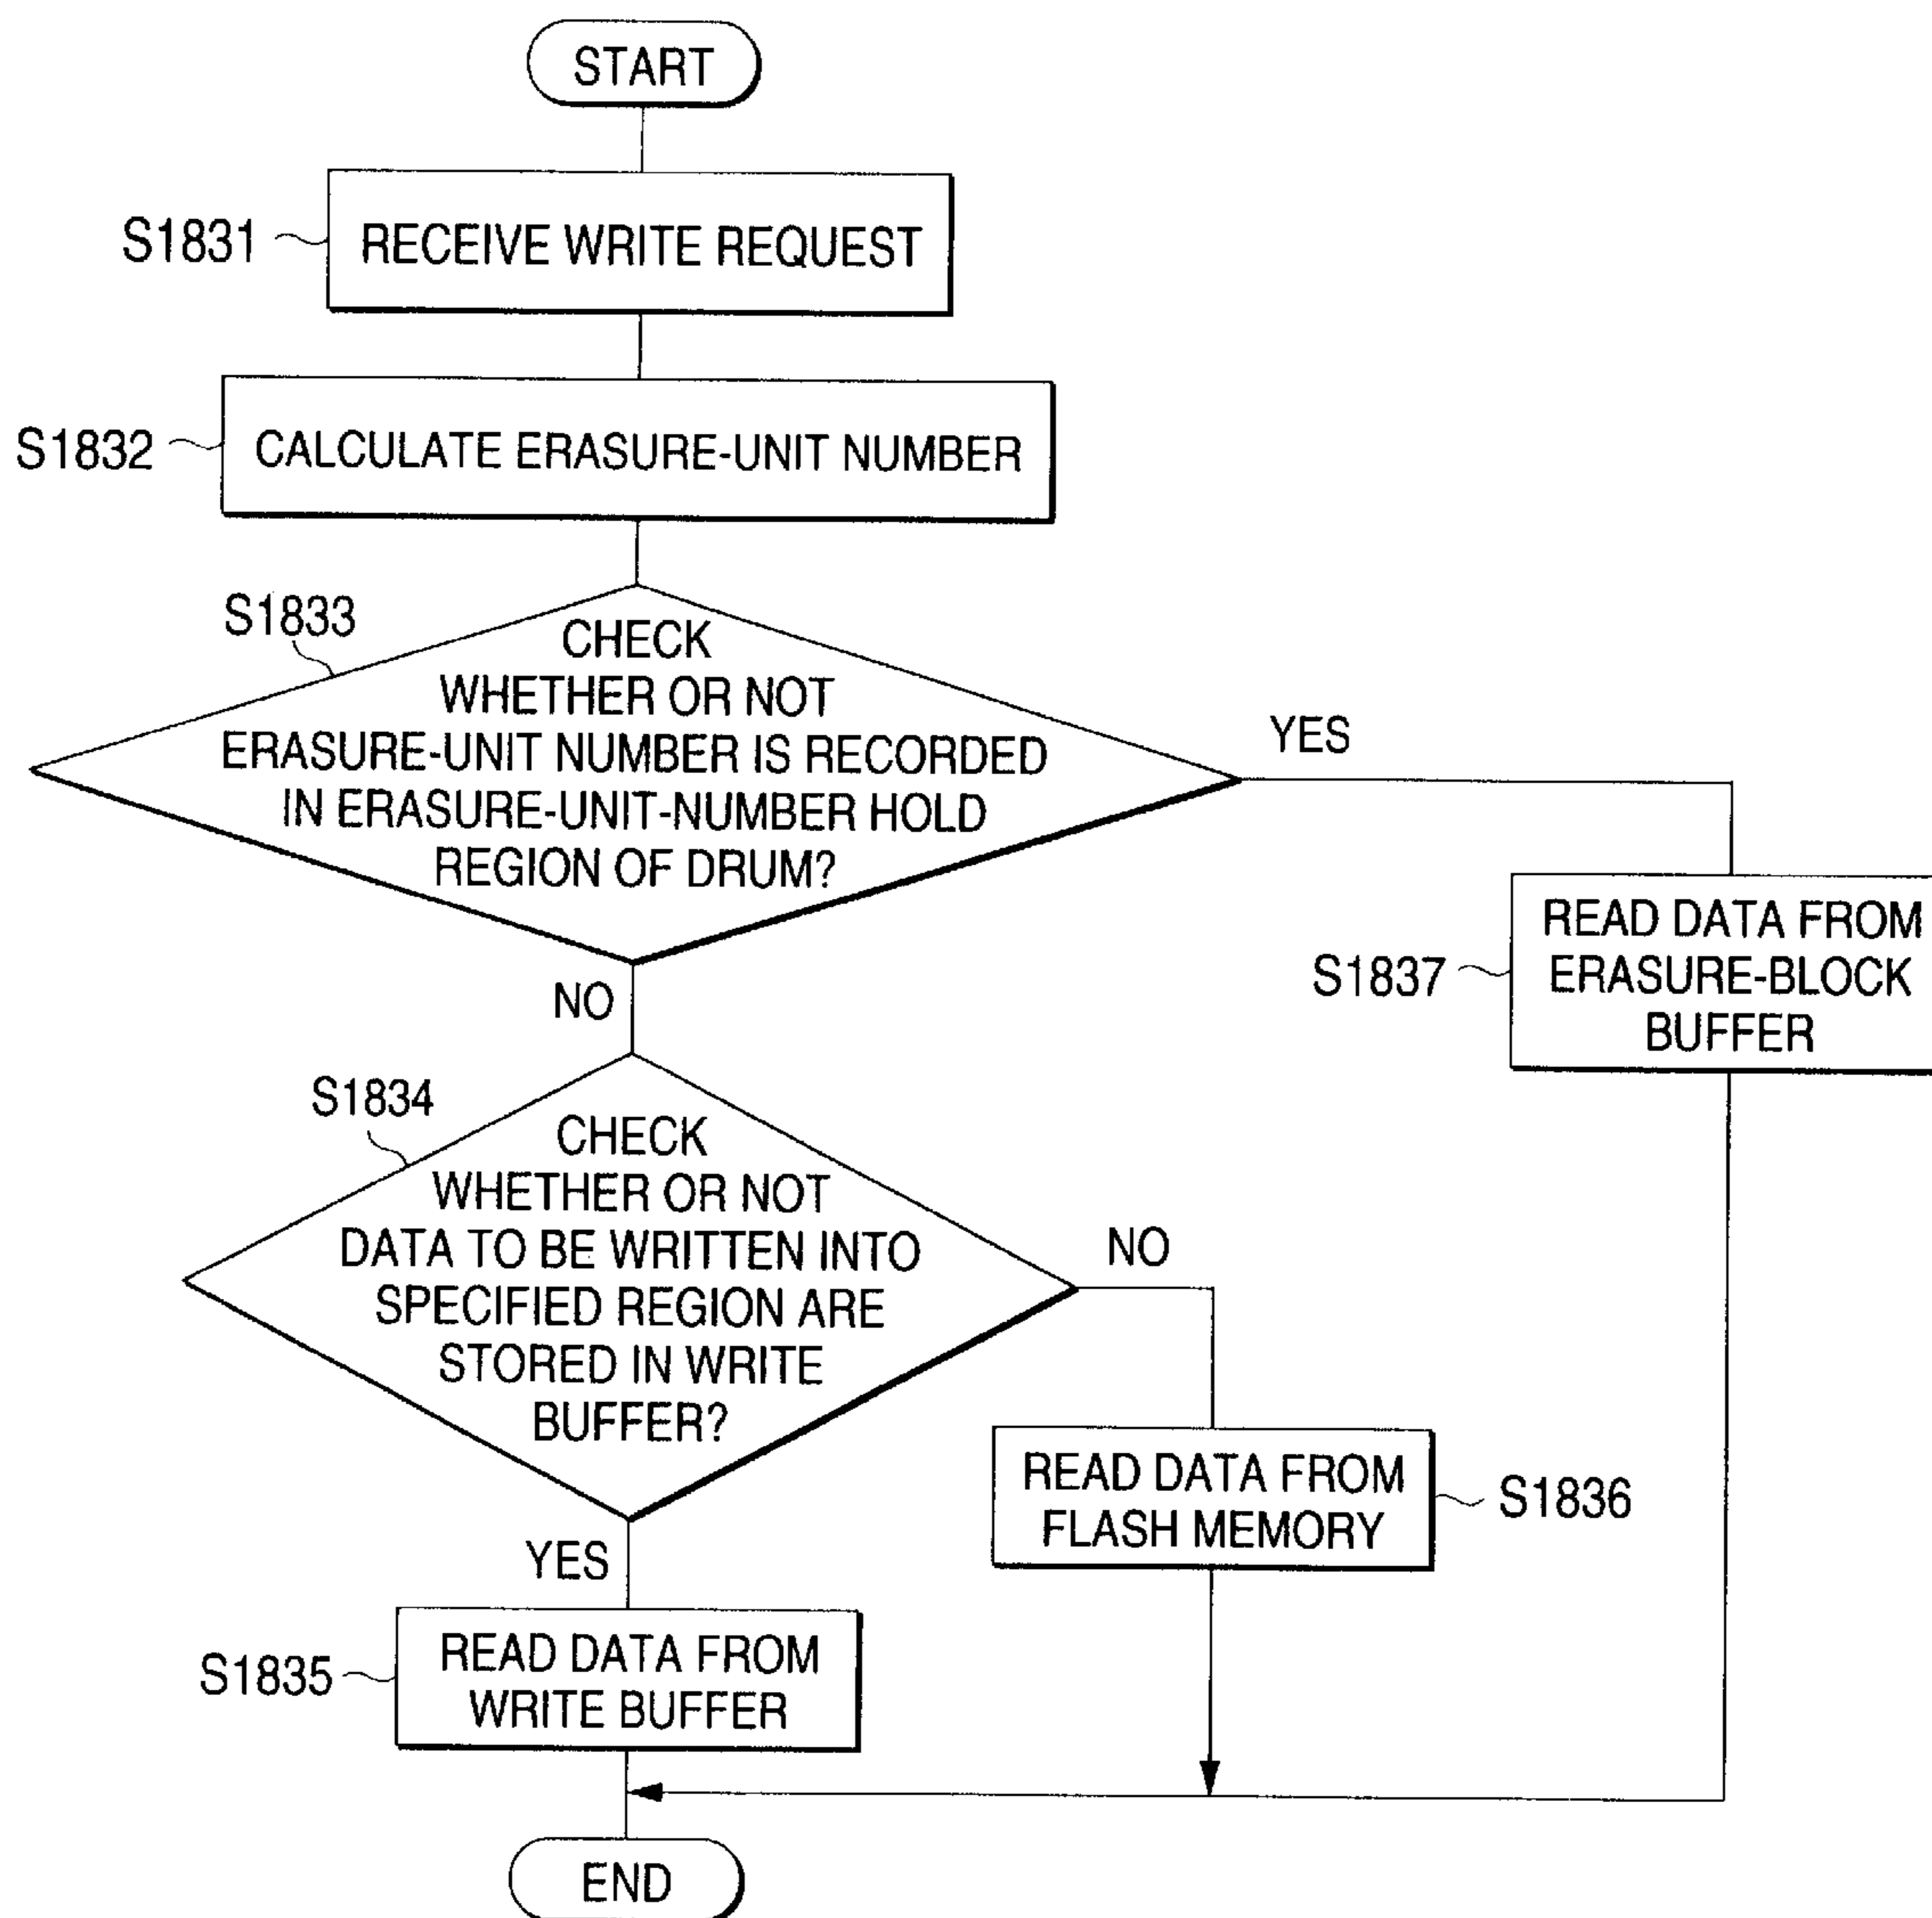 START
S1831
RECEIVE WRITE REQUEST
S1832
CALCULATE ERASURE-UNIT NUMBER
S1833
CHECK
WHETHER OR NOT
ERASURE-UNIT NUMBER IS RECORDED
IN ERASURE-UNIT-NUMBER HOLD
REGION OF DRUM?
YES
NO
S1837
READ DATA FROM
ERASURE-BLOCK
BUFFER
S1834
CHECK
WHETHER OR NOT
DATA TO BE WRITTEN INTO
SPECIFIED REGION ARE
STORED IN WRITE
BUFFER?
NO
YES
READ DATA FROM
FLASH MEMORY
S1836
S1835
READ DATA FROM
WRITE BUFFER
END